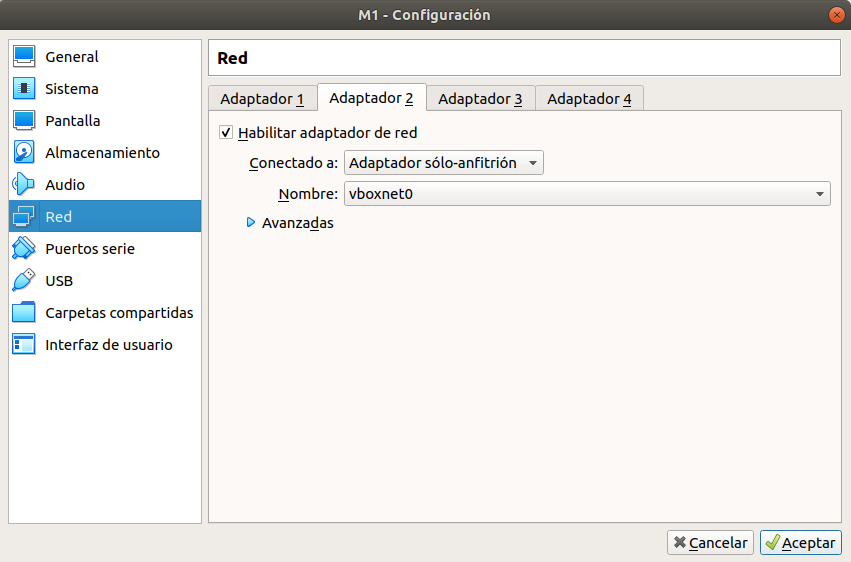 M1 - Configuración
General
Sistema
Pantalla
Almacenamiento
Audio
Red
Puertos serie
USB
Carpetas compartidas
Interfaz de usuario
Red
Adaptador 1 Adaptador 2 Adaptador 3 Adaptador 4
Habilitar adaptador de red
Conectado a: Adaptador sólo-anfitrión
Nombre: vboxnet0
Avanzadas
Cancelar Aceptar